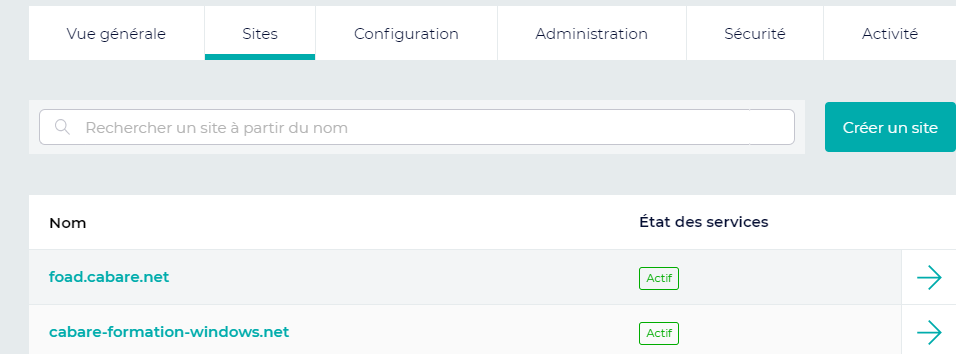 Vue générale Sites Configuration Administration Sécurité Activité
Rechercher un site à partir du nom Créer un site
Nom État des services
foad.cabare.net Actif
cabare-formation-windows.net Actif